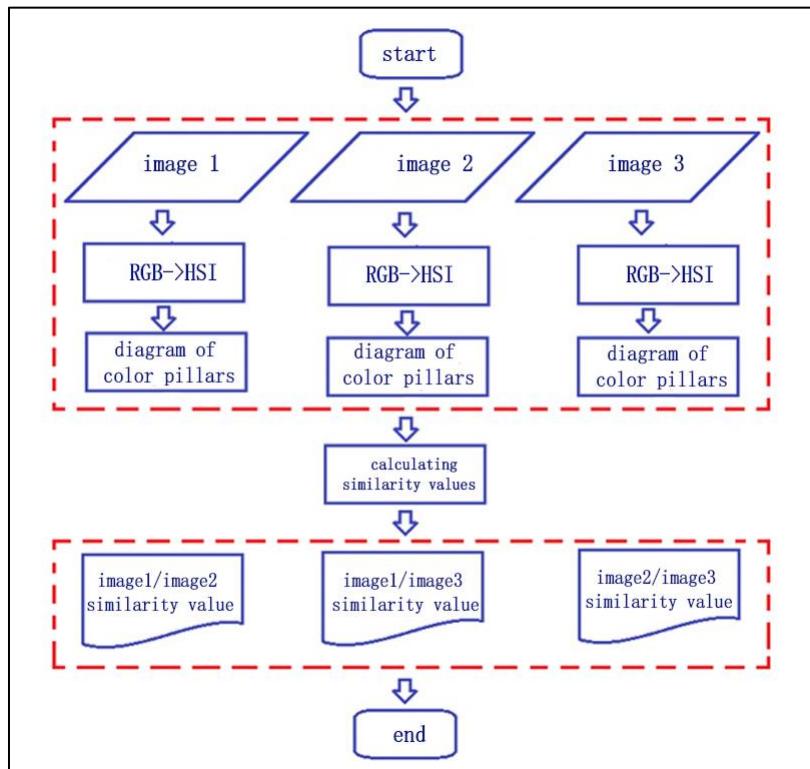 start
image 1
image 2
image 3
RGB->HSI
RGB->HSI
RGB->HSI
diagram of
color pillars
diagram of
color pillars
diagram of
color pillars
calculating
similarity values
image1/image2
similarity value
image1/image3
similarity value
image2/image3
similarity value
end